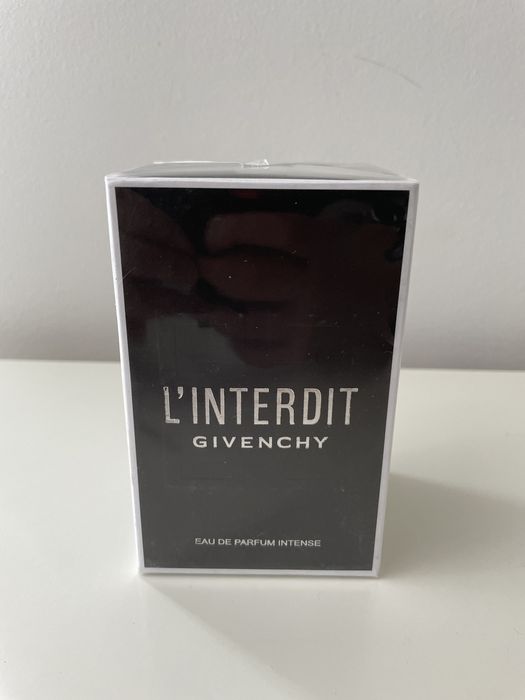 L'INTERDIT
GIVENCHY
EAU DE PARFUM INTENSE